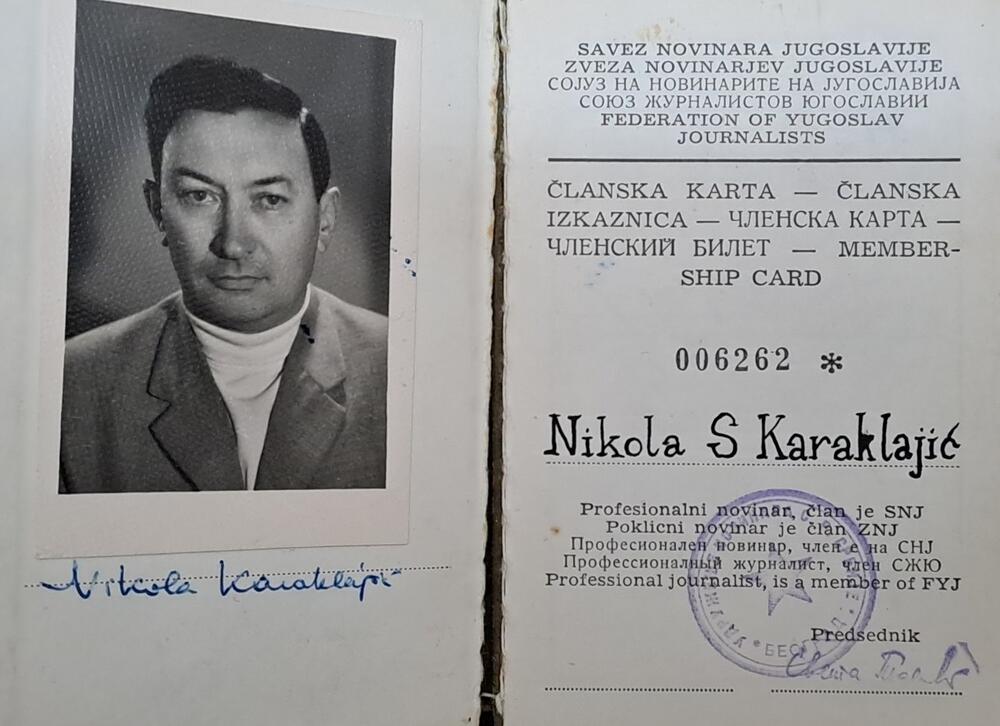 Nikola Karaklajić
SAVEZ NOVINARA JUGOSLAVIJE
ZVEZA NOVINARJEV JUGOSLAVIJE
СОЈУЗ НА НОВИНАРИТЕ НА ЈУГОСЛАВИЈА
СОЮЗ ЖУРНАЛИСТОВ ЮГОСЛАВИИ
FEDERATION OF YUGOSLAV
JOURNALISTS
ČLANSKA KARTA — ČLANSKA
IZKAZNICA — ЧЛЕНСКА КАРТА —
ЧЛЕНСКИЙ БИЛЕТ — MEMBER-
SHIP CARD
006262 *
Nikola S Karaklajić
Profesionalni novinar, član je SNJ
Poklicni novinar je član ZNJ
Професионален новинар, член е на СНЈ
Профессиональный журналист, член СЖЮ
Professional journalist, is a member of FYJ
Predsednik